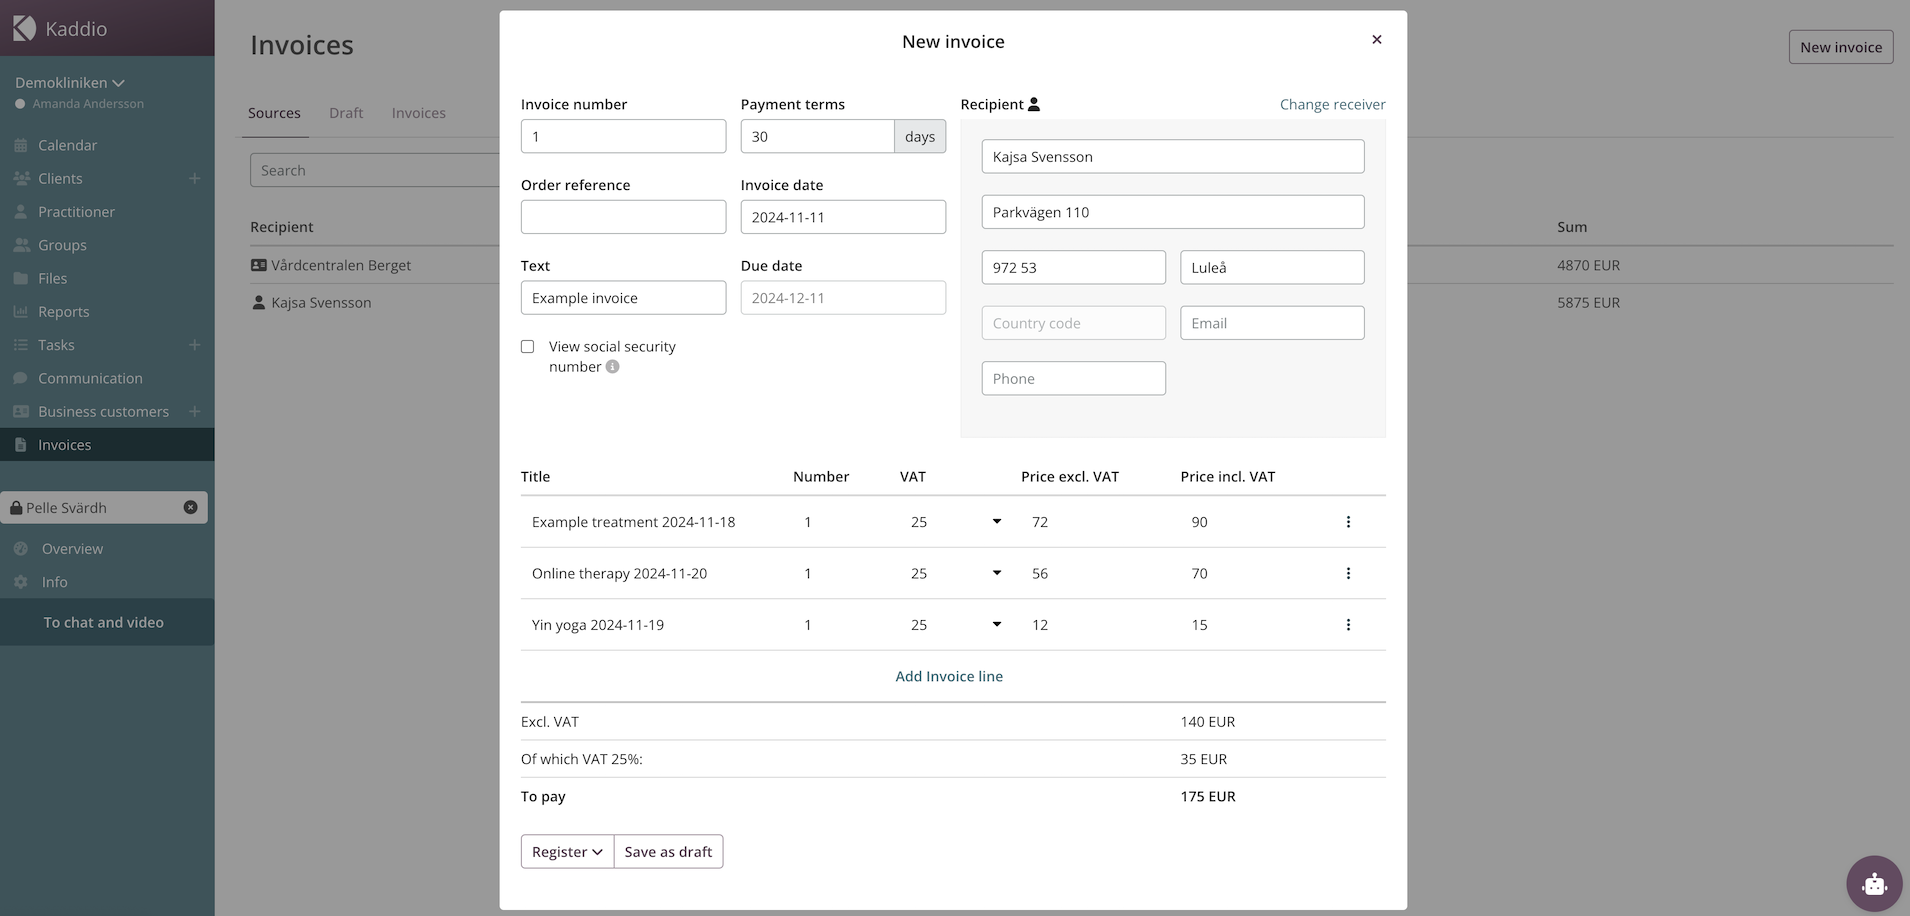 Kaddio
Demokliniken
Amanda Andersson
Calendar
Clients
Practitioner
Groups
Files
Reports
Tasks
Communication
Business customers
Invoices
Pelle Svärdh
Overview
Info
To chat and video
Invoices
New invoice
Sources Draft Invoices
Search
Recipient Sum
Vårdcentralen Berget 4870 EUR
Kajsa Svensson 5875 EUR
New invoice
Invoice number Payment terms
1 30 days
Order reference Invoice date
2024-11-11
Text Due date
Example invoice 2024-12-11
View social security
number
Recipient Change receiver
Kajsa Svensson
Parkvägen 110
972 53 Luleå
Country code Email
Phone
Title Number VAT Price excl. VAT Price incl. VAT
Example treatment 2024-11-18 1 25 72 90
Online therapy 2024-11-20 1 25 56 70
Yin yoga 2024-11-19 1 25 12 15
Add Invoice line
Excl. VAT 140 EUR
Of which VAT 25%: 35 EUR
To pay 175 EUR
Register Save as draft